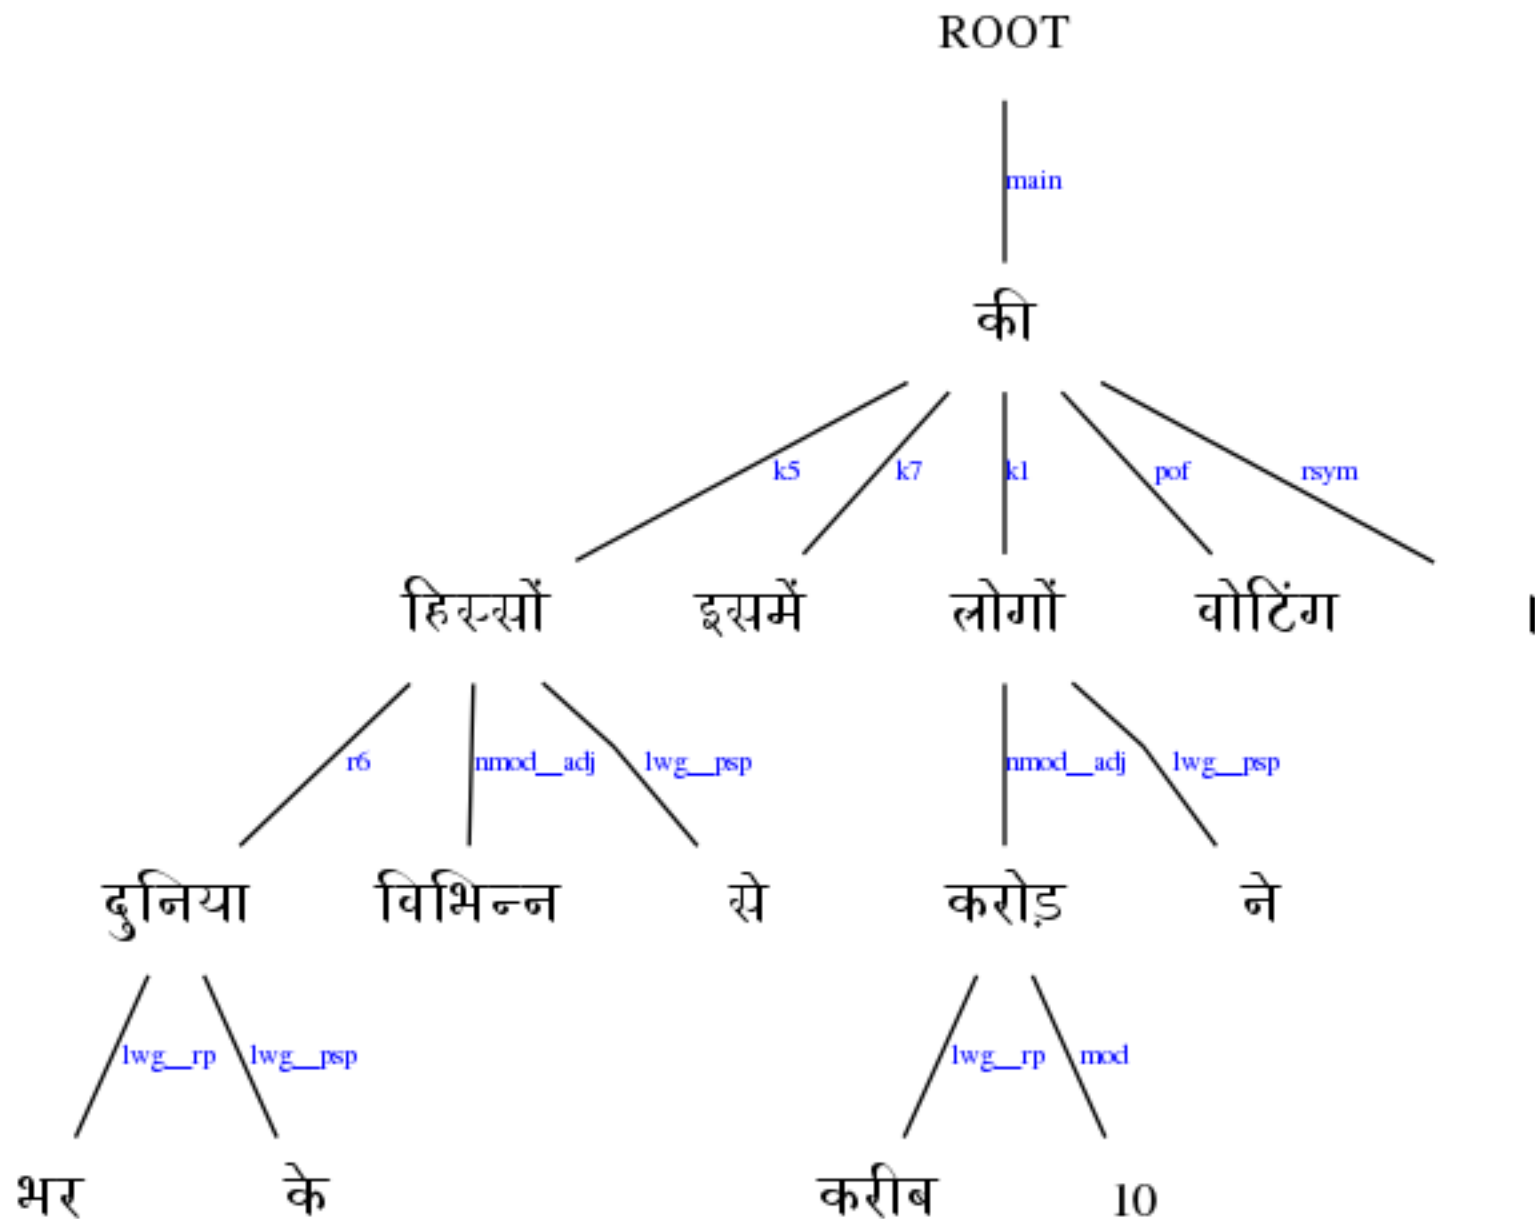 ROOT
main
की
k5 k7 k1 pof rsym
हिस्सों इसमें लोगों वोटिंग ।
r6 nmod__adj lwg__psp nmod__adj lwg__psp
दुनिया विभिन्न से करोड़ ने
lwg__rp lwg__psp lwg__rp mod
भर के करीब 10